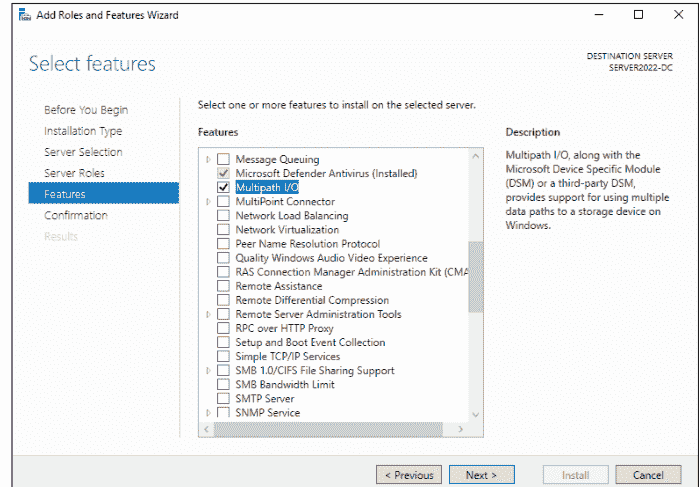 Add Roles and Features Wizard
Select features
DESTINATION SERVER
SERVER2022-DC
Before You Begin
Installation Type
Server Selection
Server Roles
Features
Confirmation
Results
Select one or more features to install on the selected server.
Features
Message Queuing
Microsoft Defender Antivirus (Installed)
Multipath I/O
MultiPoint Connector
Network Load Balancing
Network Virtualization
Peer Name Resolution Protocol
Quality Windows Audio Video Experience
RAS Connection Manager Administration Kit (CMA
Remote Assistance
Remote Differential Compression
Remote Server Administration Tools
RPC over HTTP Proxy
Setup and Boot Event Collection
Simple TCP/IP Services
SMB 1.0/CIFS File Sharing Support
SMB Bandwidth Limit
SMTP Server
SNMP Service
Description
Multipath I/O, along with the
Microsoft Device Specific Module
(DSM) or a third-party DSM,
provides support for using multiple
data paths to a storage device on
Windows.
< Previous
Next >
Install
Cancel